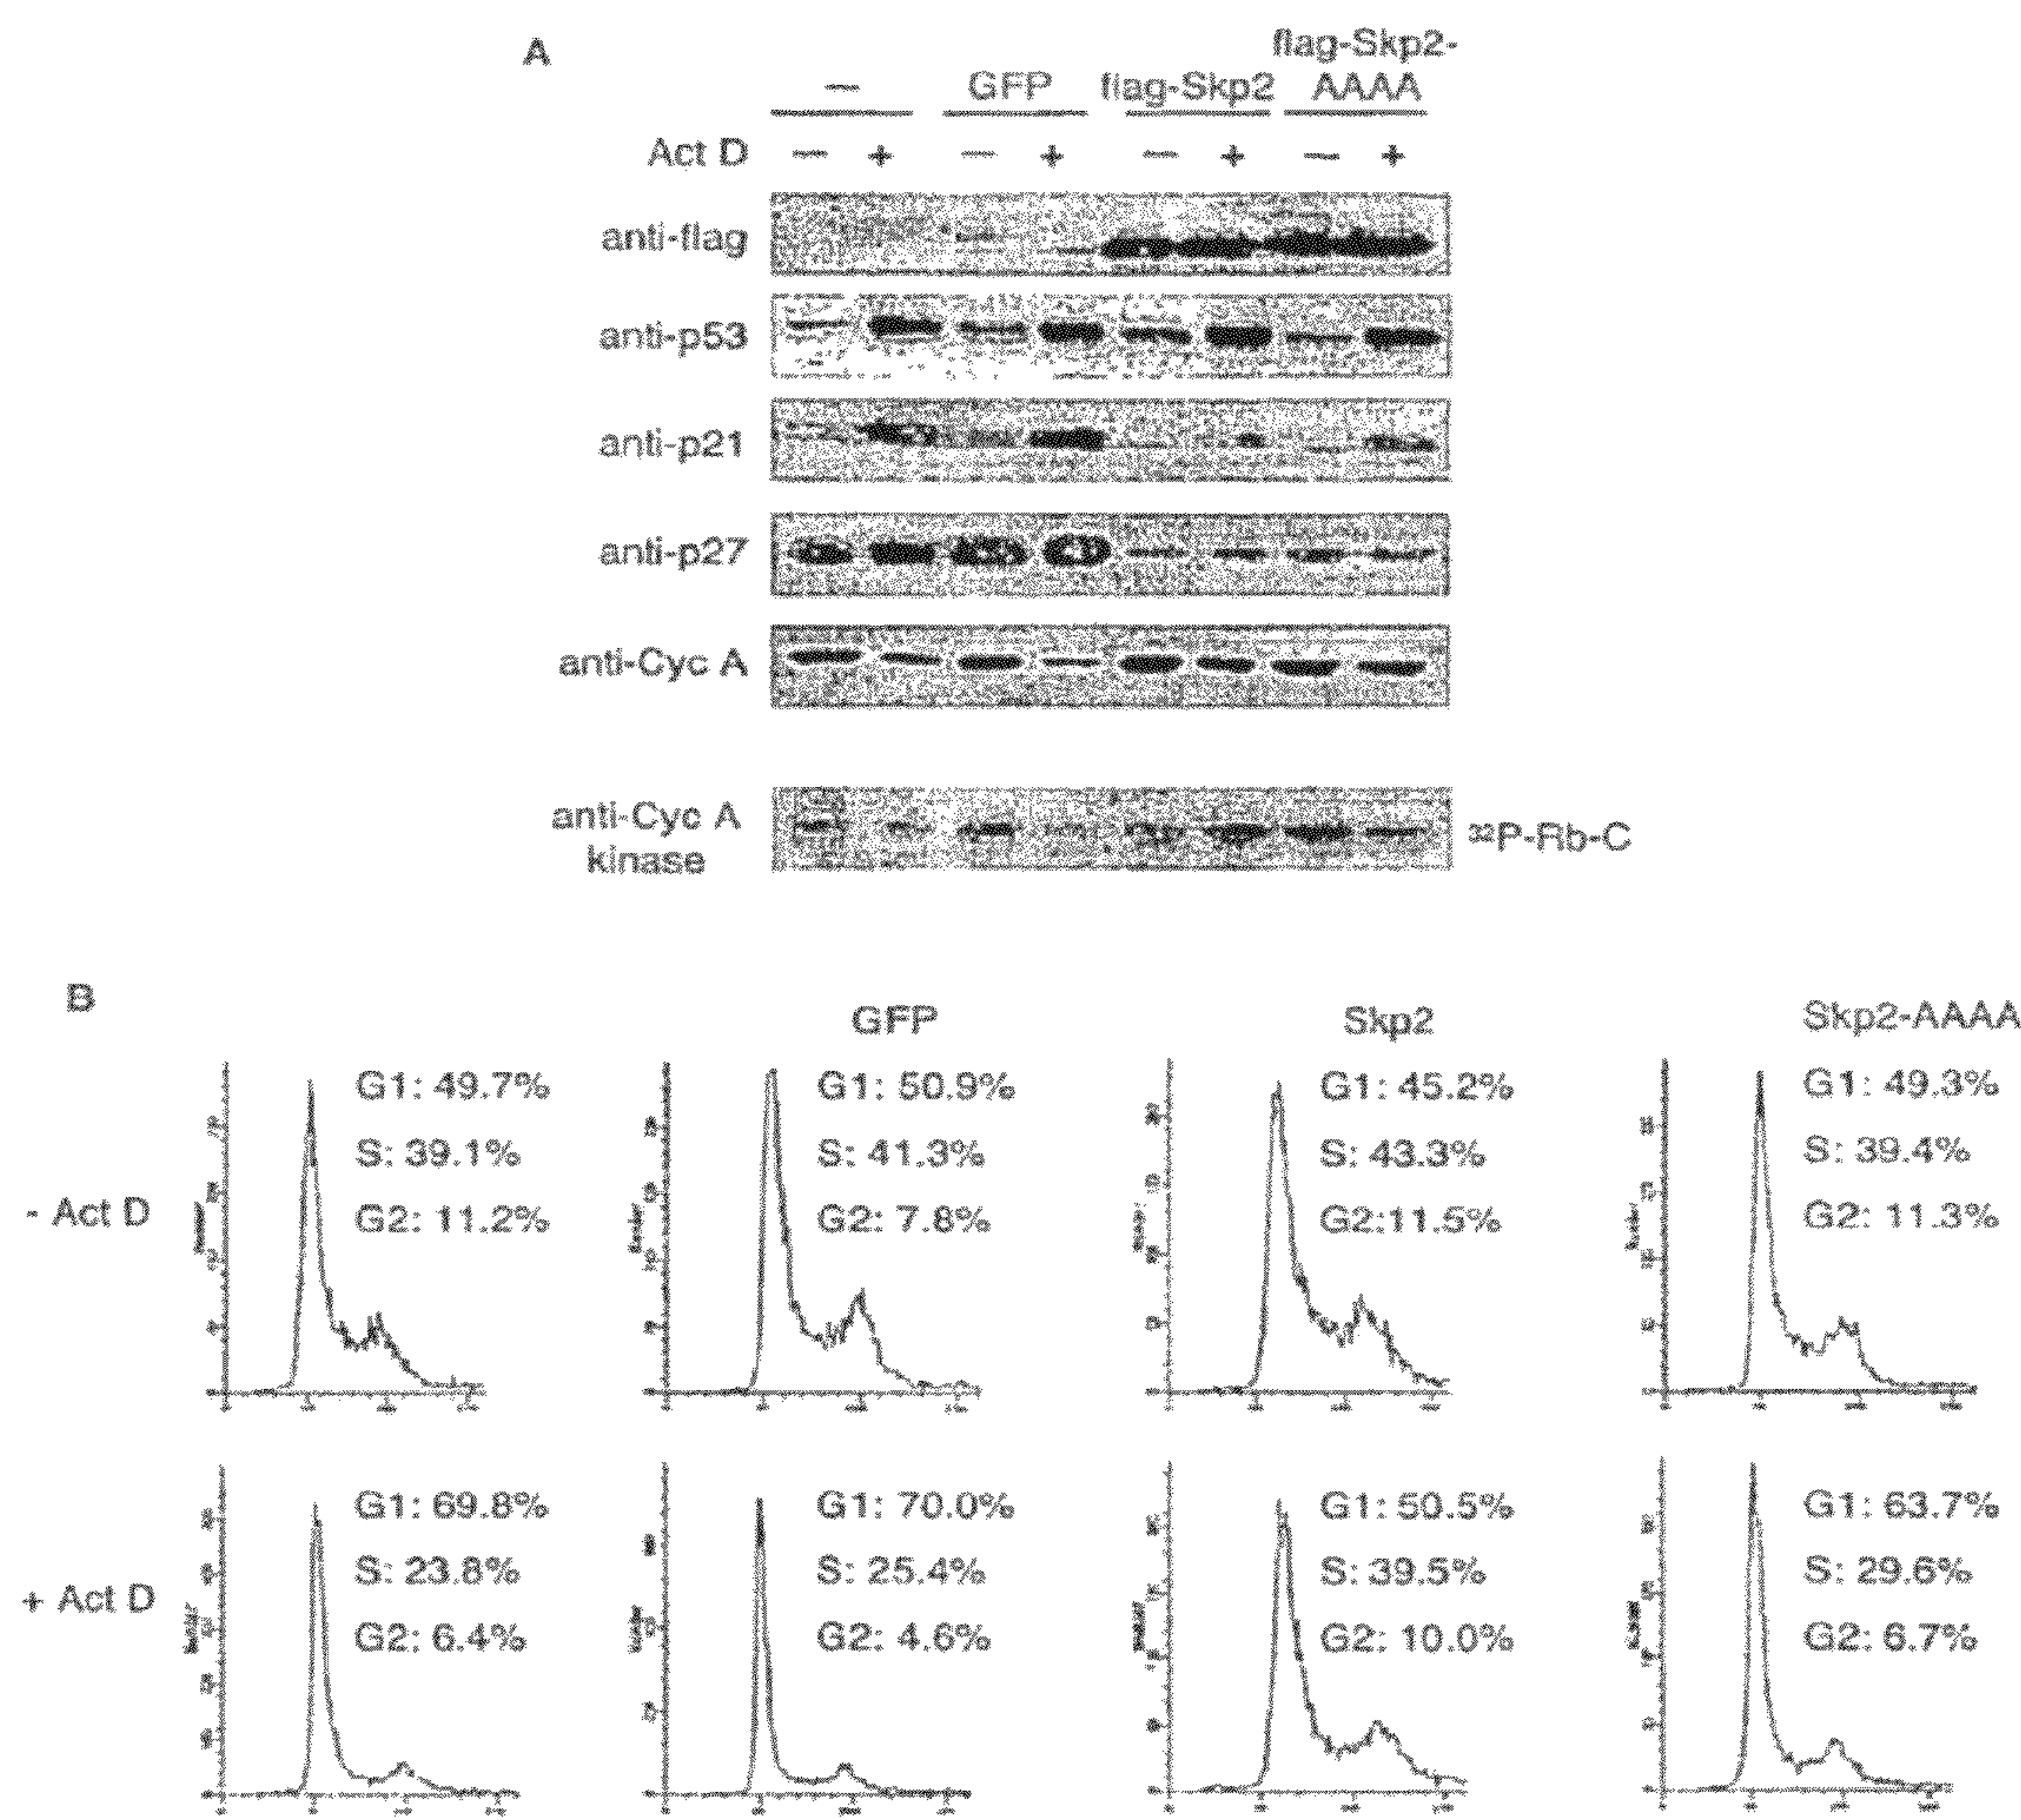 A
flag-Skp2-
— GFP flag-Skp2 AAAA
Act D — + — + — + — +
anti-flag
anti-p53
anti-p21
anti-p27
anti-Cyc A
anti-Cyc A
kinase
³²P-Rb-C
B
GFP Skp2 Skp2-AAAA
- Act D
G1: 49.7%
S: 39.1%
G2: 11.2%
G1: 50.9%
S: 41.3%
G2: 7.8%
G1: 45.2%
S: 43.3%
G2:11.5%
G1: 49.3%
S: 39.4%
G2: 11.3%
+ Act D
G1: 69.8%
S: 23.8%
G2: 6.4%
G1: 70.0%
S: 25.4%
G2: 4.6%
G1: 50.5%
S: 39.5%
G2: 10.0%
G1: 63.7%
S: 29.6%
G2: 6.7%